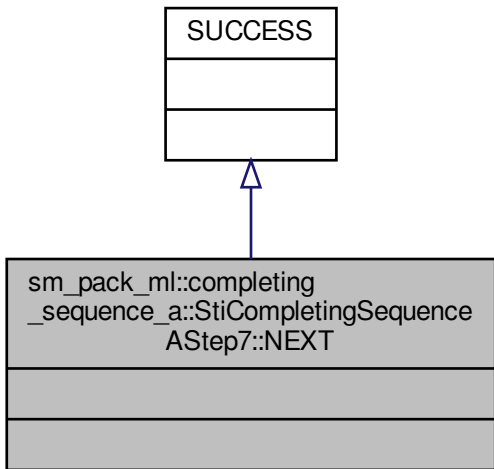 SUCCESS
sm_pack_ml::completing
_sequence_a::StiCompletingSequence
AStep7::NEXT